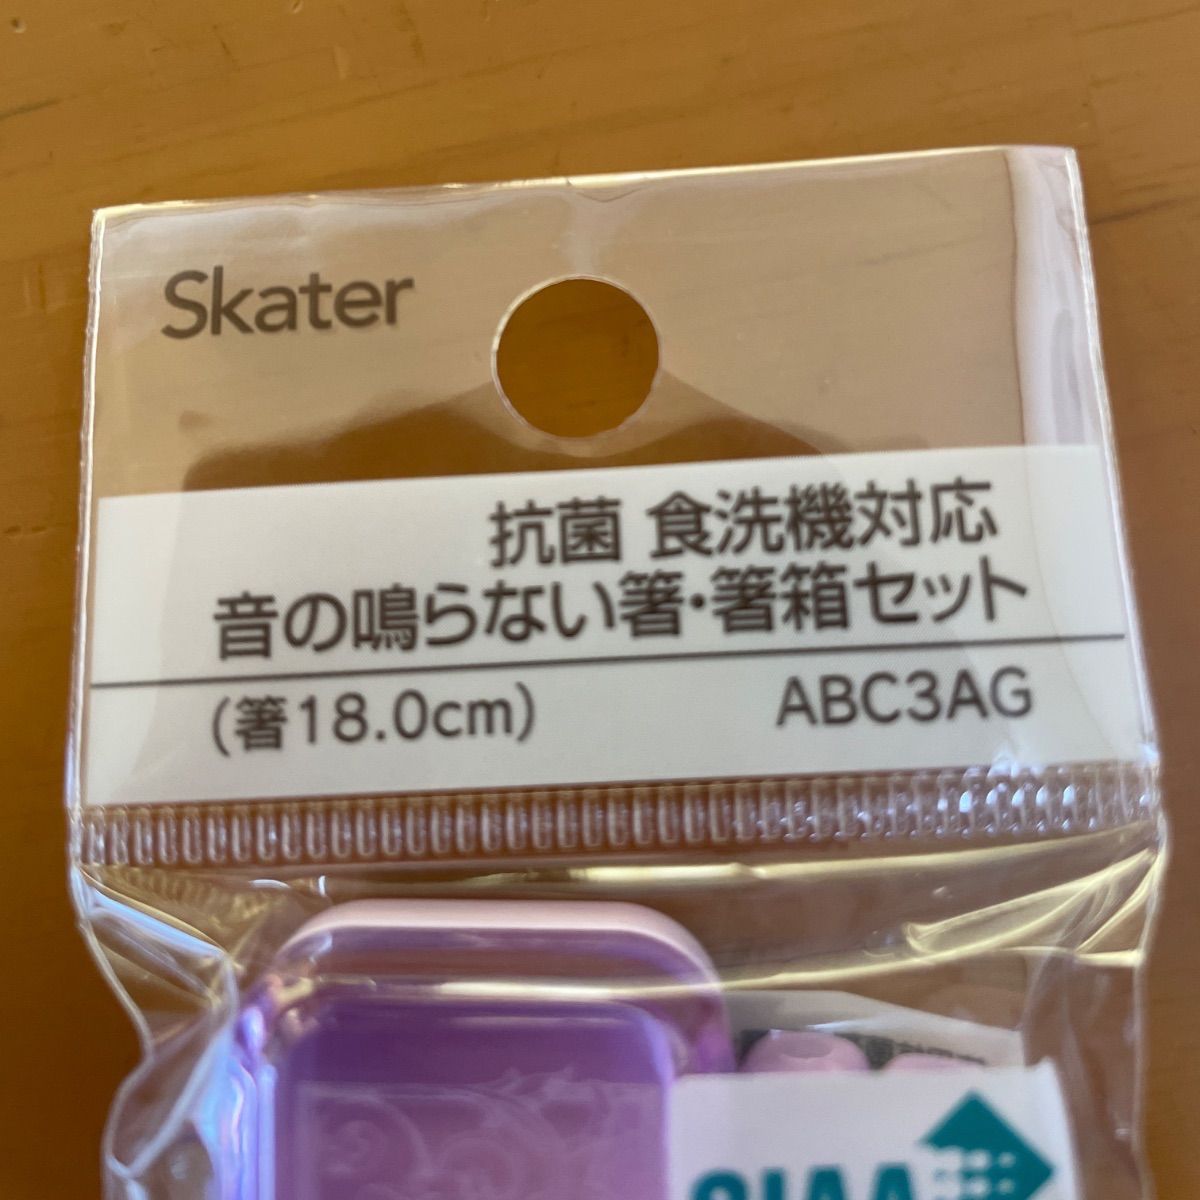 Skater
抗菌 食洗機対応
音の鳴らない箸・箸箱セット
(箸18.0cm)
ABC3AG
SIAA